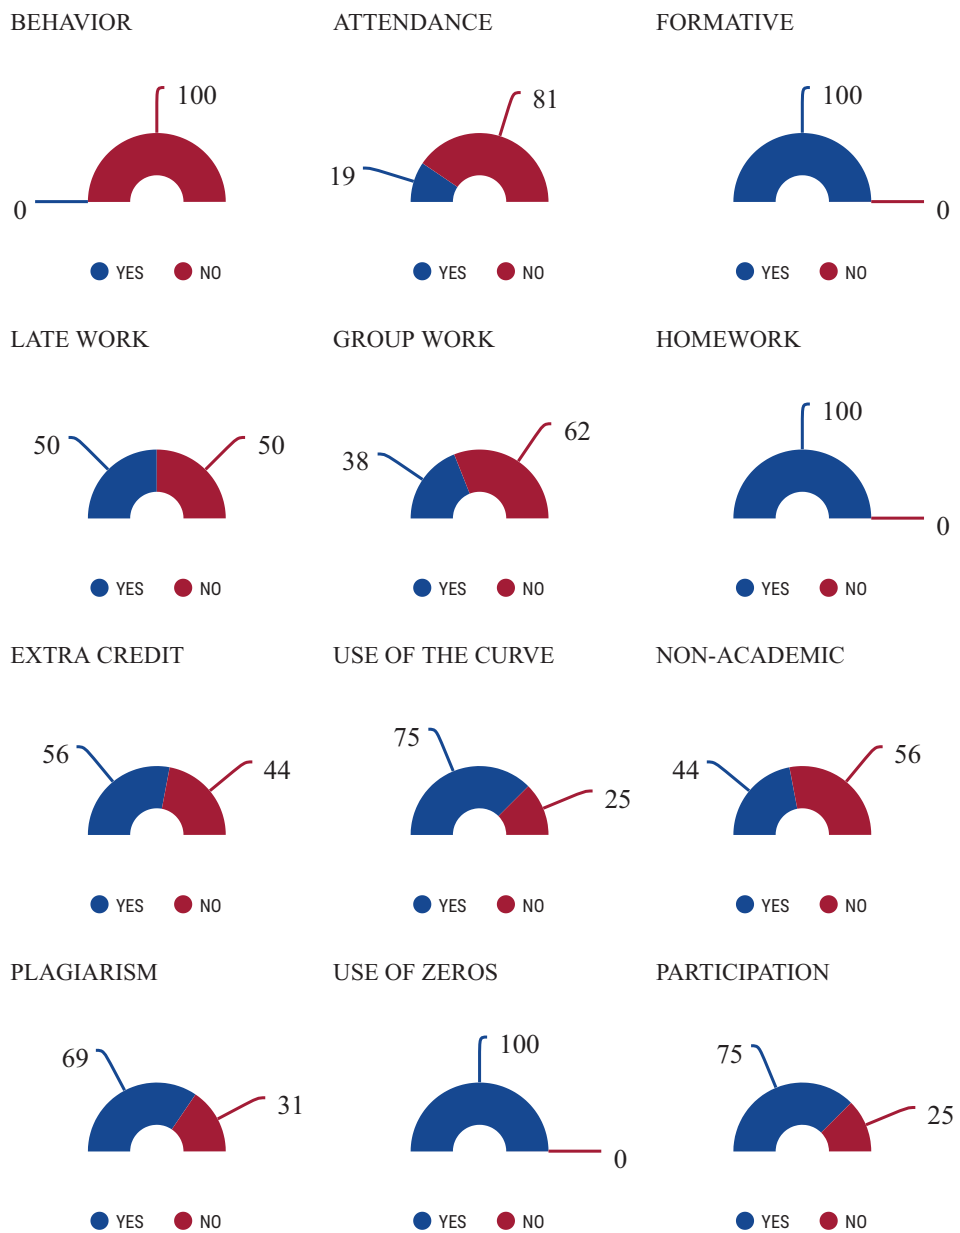 BEHAVIOR
ATTENDANCE
FORMATIVE
100
0
YES NO
81
19
YES NO
100
0
YES NO
LATE WORK
GROUP WORK
HOMEWORK
50
50
YES NO
62
38
YES NO
100
0
YES NO
EXTRA CREDIT
USE OF THE CURVE
NON-ACADEMIC
56
44
YES NO
75
25
YES NO
44
56
YES NO
PLAGIARISM
USE OF ZEROS
PARTICIPATION
69
31
YES NO
100
0
YES NO
75
25
YES NO